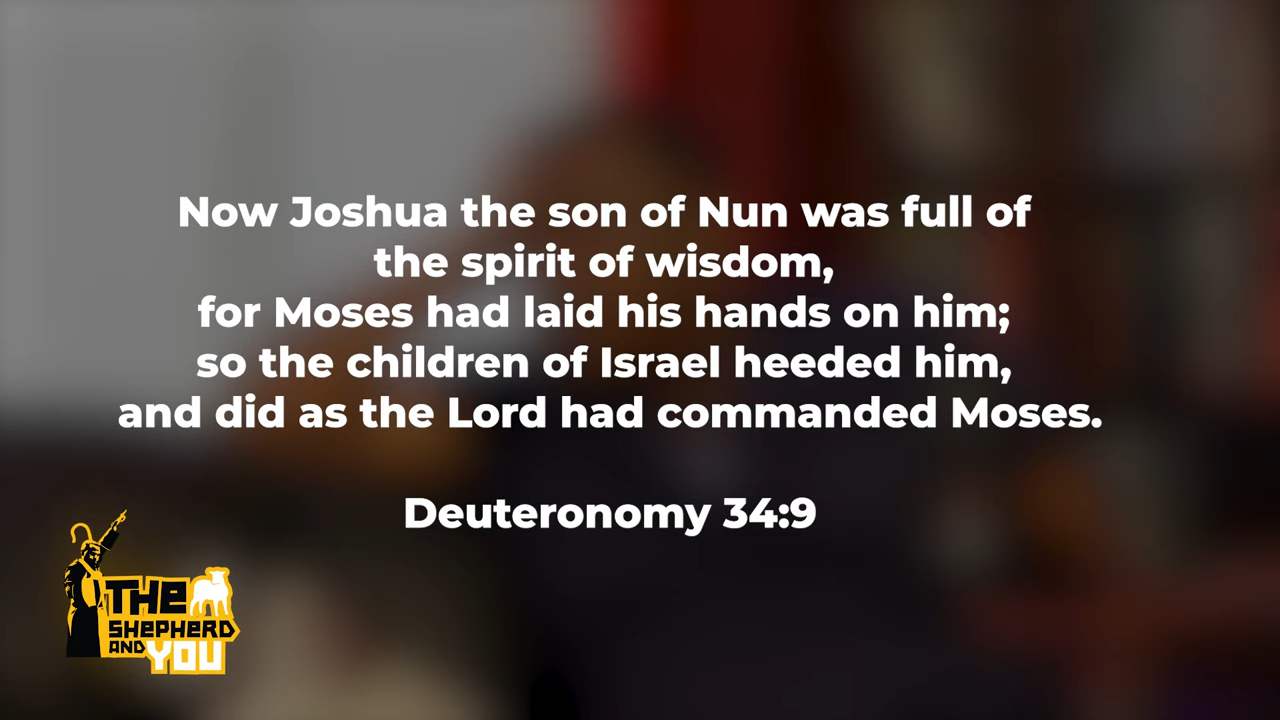 Now Joshua the son of Nun was full of
the spirit of wisdom,
for Moses had laid his hands on him;
so the children of Israel heeded him,
and did as the Lord had commanded Moses.
Deuteronomy 34:9
THE
SHEPHERD
AND YOU